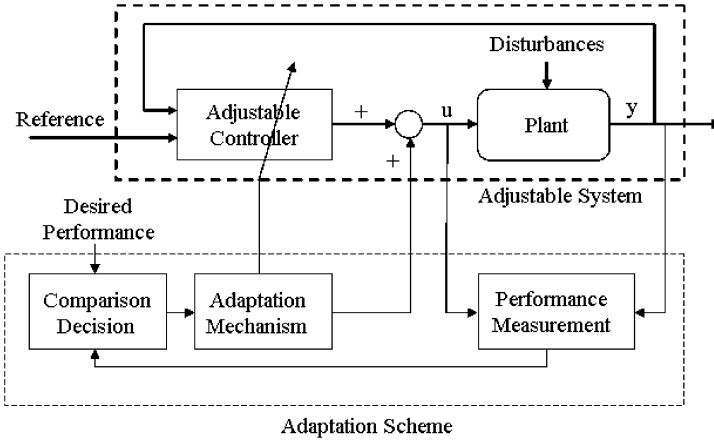 Disturbances
Reference
Adjustable
Controller
+
u
Plant
y
+
Adjustable System
Desired
Performance
Comparison
Decision
Adaptation
Mechanism
Performance
Measurement
Adaptation Scheme